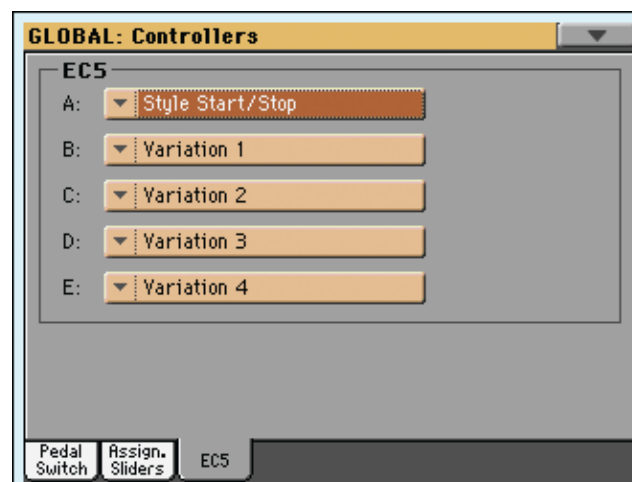 GLOBAL: Controllers
EC5
A: Style Start/Stop
B: Variation 1
C: Variation 2
D: Variation 3
E: Variation 4
Pedal Switch
Assign. Sliders
EC5